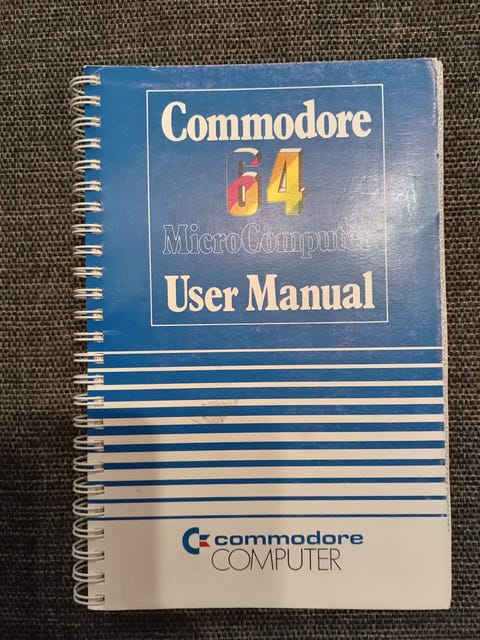 Commodore
64
MicroComputer
User Manual
commodore
COMPUTER